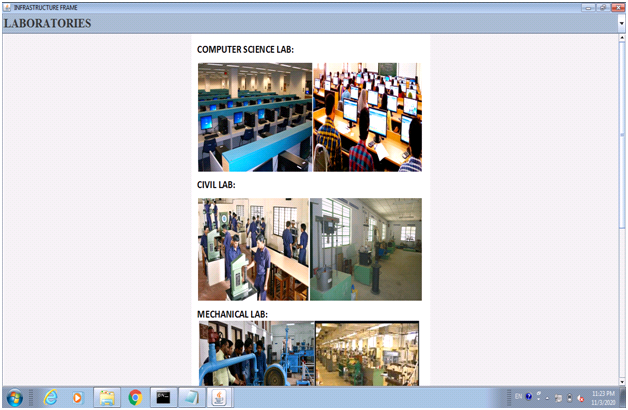 INFRASTRUCTURE FRAME
LABORATORIES
COMPUTER SCIENCE LAB:
CIVIL LAB:
MECHANICAL LAB:
EN
11:23 PM
11/3/2020